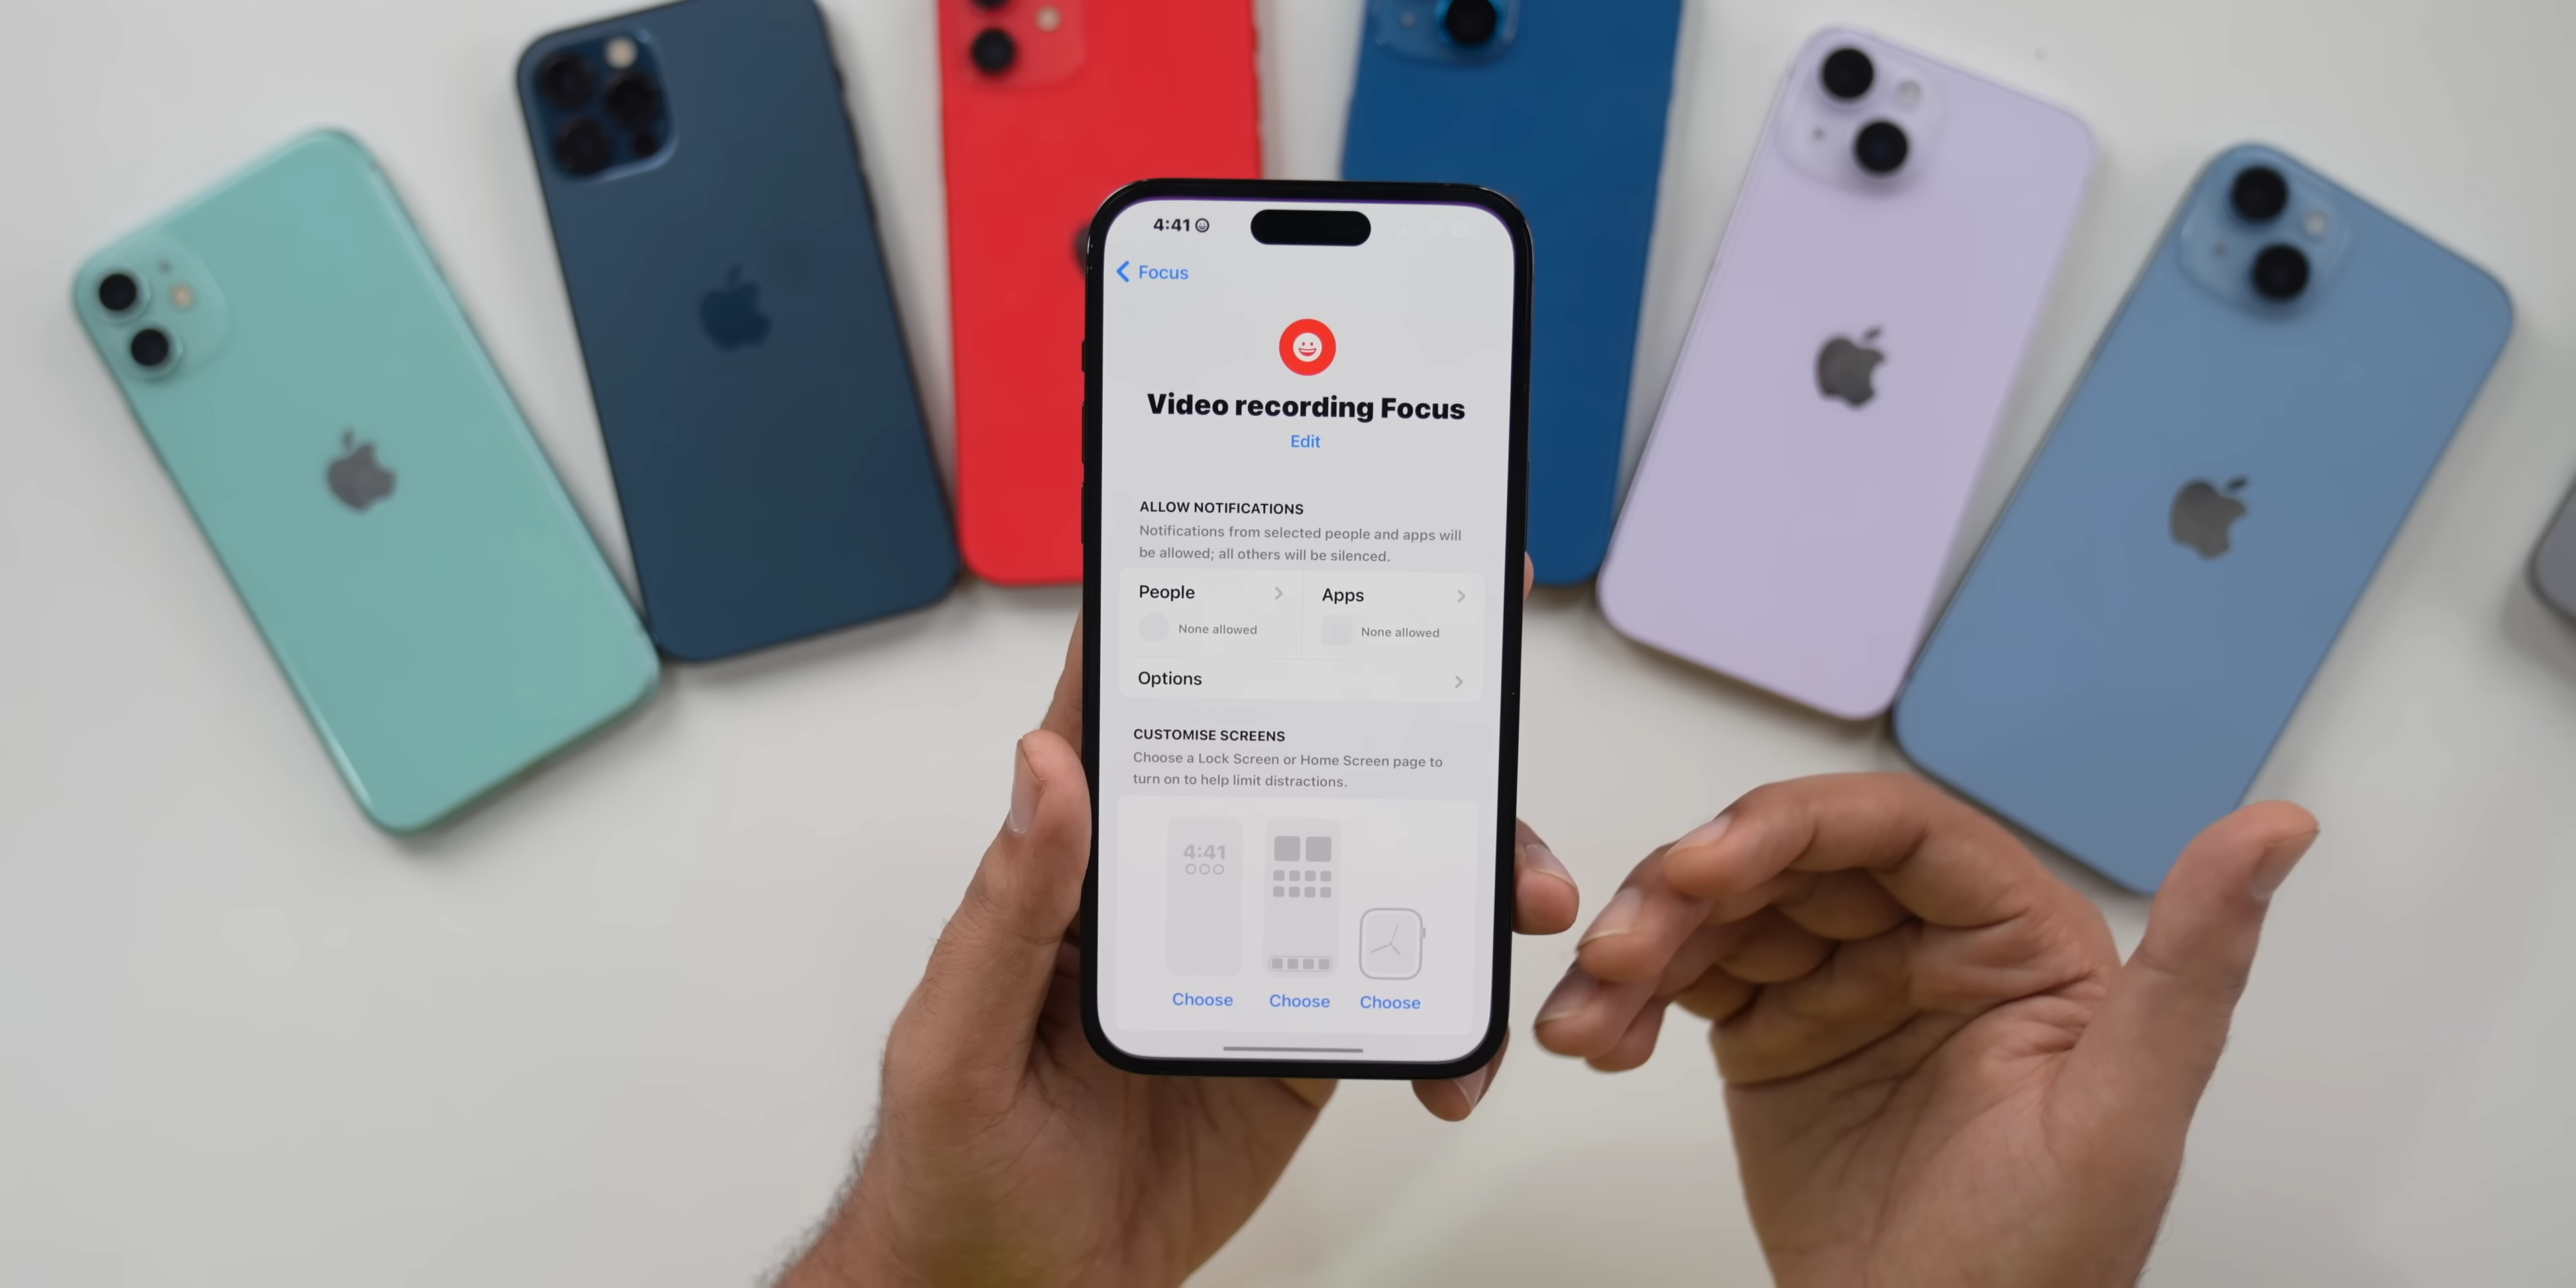 4:41
Focus
Video recording Focus
Edit
ALLOW NOTIFICATIONS
Notifications from selected people and apps will
be allowed; all others will be silenced.
People
Apps
None allowed
None allowed
Options
CUSTOMISE SCREENS
Choose a Lock Screen or Home Screen page to
turn on to help limit distractions.
4:41
Choose
Choose
Choose